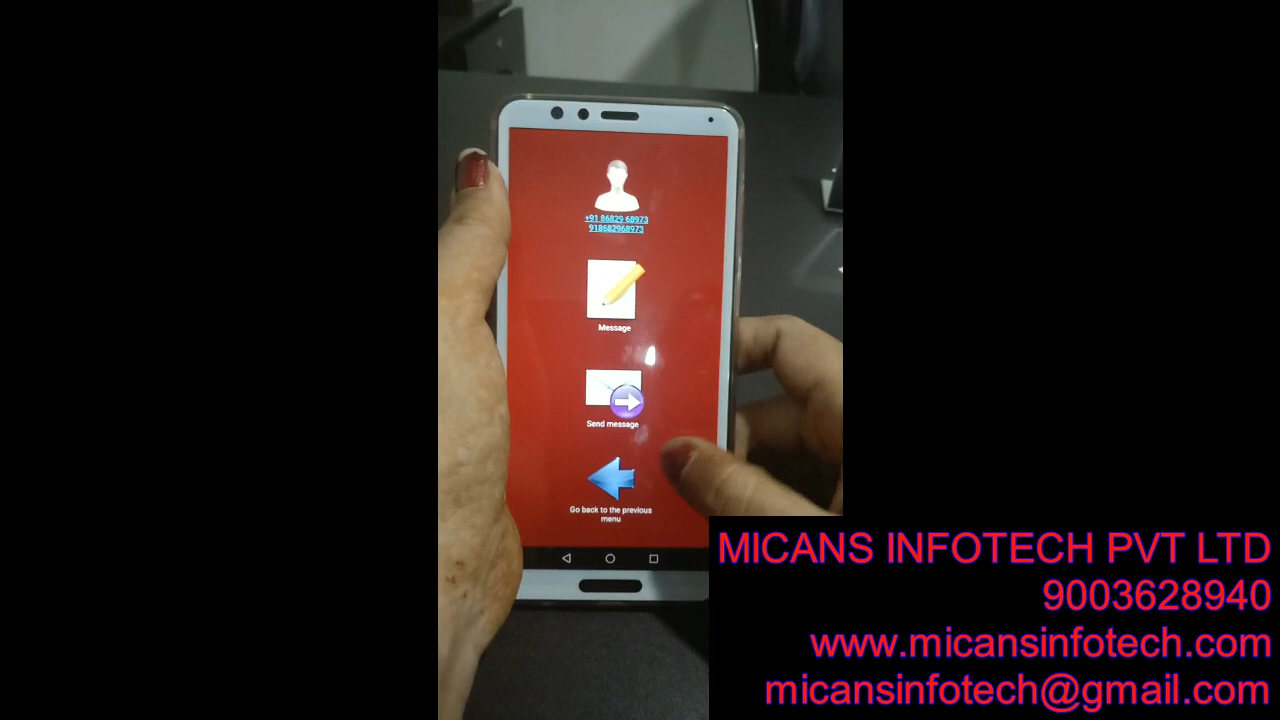 +91 86829 68973
918682968973
Message
Send message
Go back to the previous
menu
MICANS INFOTECH PVT LTD
9003628940
www.micansinfotech.com
micansinfotech@gmail.com